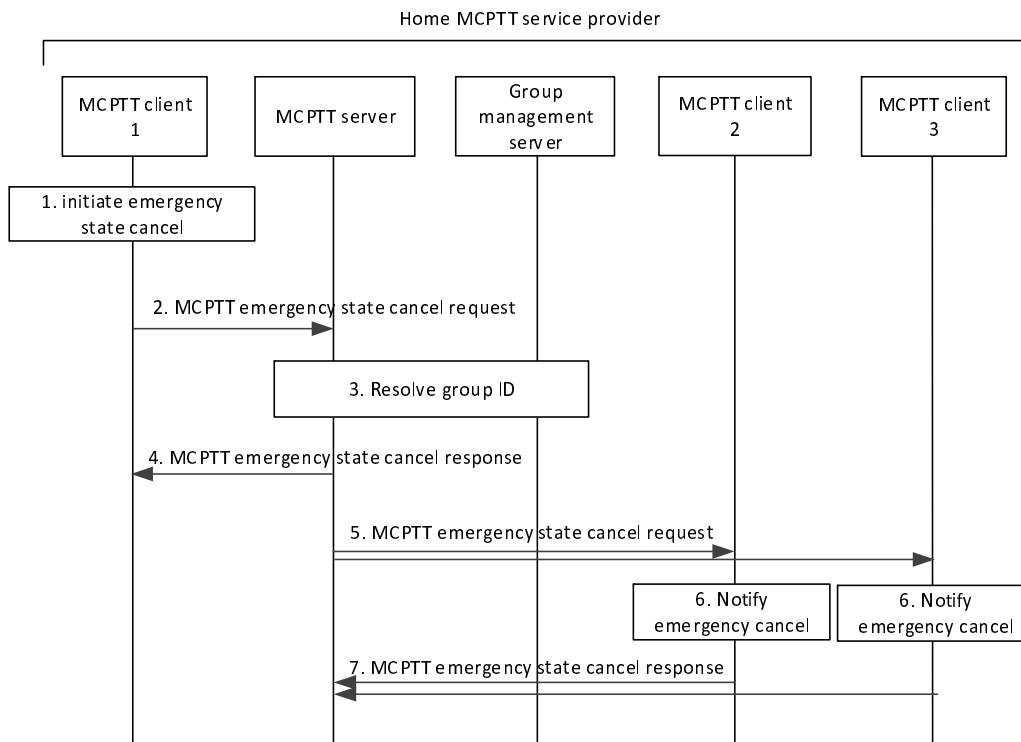 Home MCPTT service provider
MCPTT client
1
MCPTT server
Group
management
server
MCPTT client
2
MCPTT client
3
1. initiate emergency
state cancel
2. MCPTT emergency state cancel request
3. Resolve group ID
4. MCPTT emergency state cancel response
5. MCPTT emergency state cancel request
6. Notify
emergency cancel
6. Notify
emergency cancel
7. MCPTT emergency state cancel response